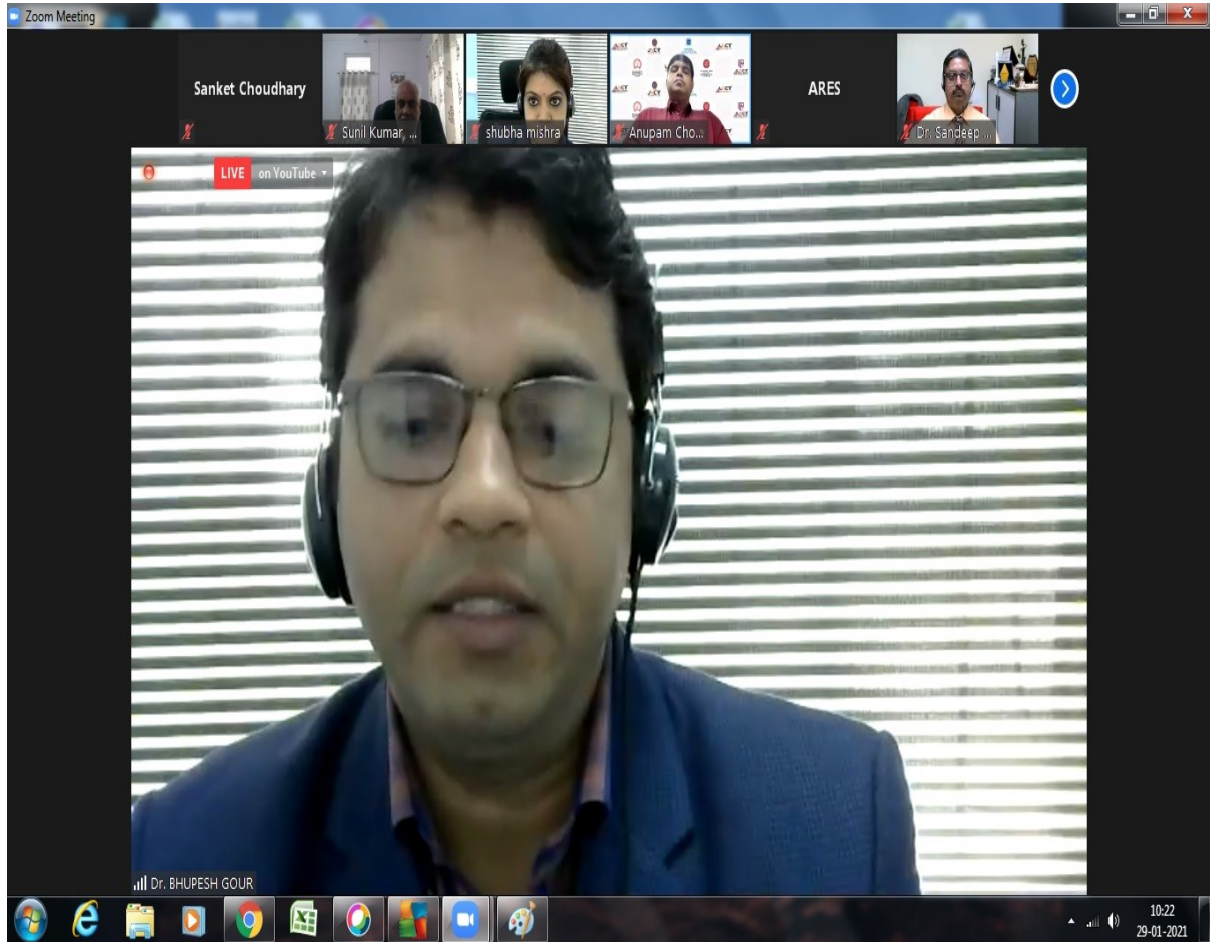 Zoom Meeting
Sanket Choudhary
Sunil Kumar, ...
shubha mishra
Anupam Cho...
ARES
Dr. Sandeep ...
LIVE on YouTube
Dr. BHUPESH GOUR
10:22
29-01-2021